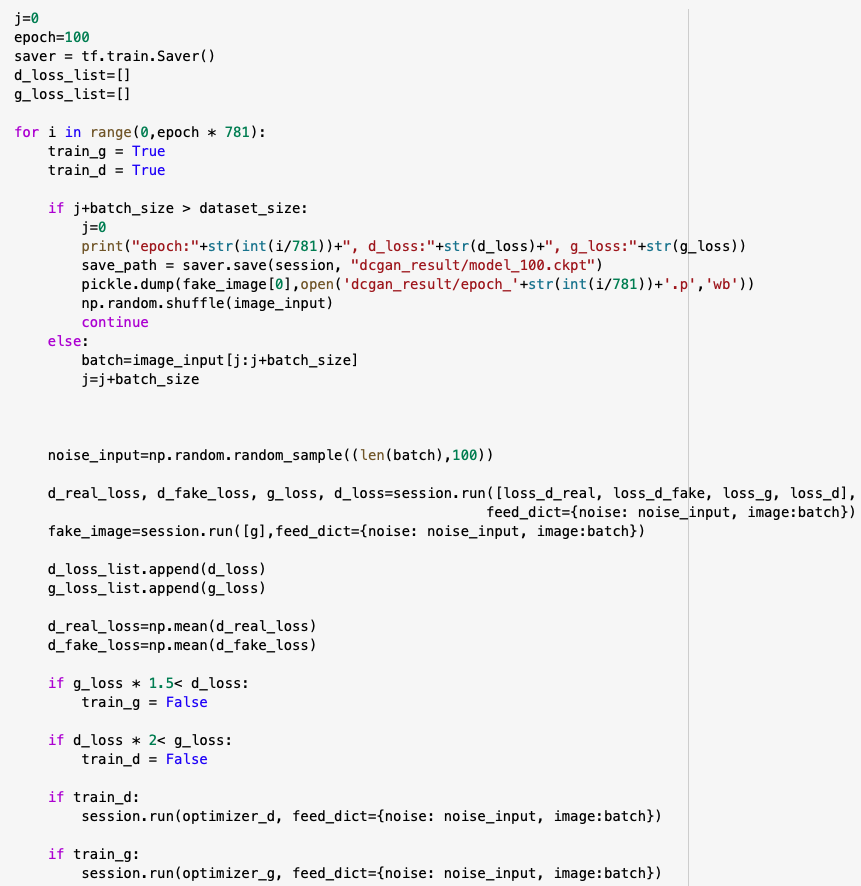 j=0
epoch=100
saver = tf.train.Saver()
d_loss_list=[]
g_loss_list=[]

for i in range(0,epoch * 781):
    train_g = True
    train_d = True

    if j+batch_size > dataset_size:
        j=0
        print("epoch:"+str(int(i/781))+", d_loss:"+str(d_loss)+", g_loss:"+str(g_loss))
        save_path = saver.save(session, "dcgan_result/model_100.ckpt")
        pickle.dump(fake_image[0],open('dcgan_result/epoch_'+str(int(i/781))+'.p','wb'))
        np.random.shuffle(image_input)
        continue
    else:
        batch=image_input[j:j+batch_size]
        j=j+batch_size

    noise_input=np.random.random_sample((len(batch),100))

    d_real_loss, d_fake_loss, g_loss, d_loss=session.run([loss_d_real, loss_d_fake, loss_g, loss_d],
                                                        feed_dict={noise: noise_input, image:batch})
    fake_image=session.run([g],feed_dict={noise: noise_input, image:batch})

    d_loss_list.append(d_loss)
    g_loss_list.append(g_loss)

    d_real_loss=np.mean(d_real_loss)
    d_fake_loss=np.mean(d_fake_loss)

    if g_loss * 1.5< d_loss:
        train_g = False

    if d_loss * 2< g_loss:
        train_d = False

    if train_d:
        session.run(optimizer_d, feed_dict={noise: noise_input, image:batch})

    if train_g:
        session.run(optimizer_g, feed_dict={noise: noise_input, image:batch})